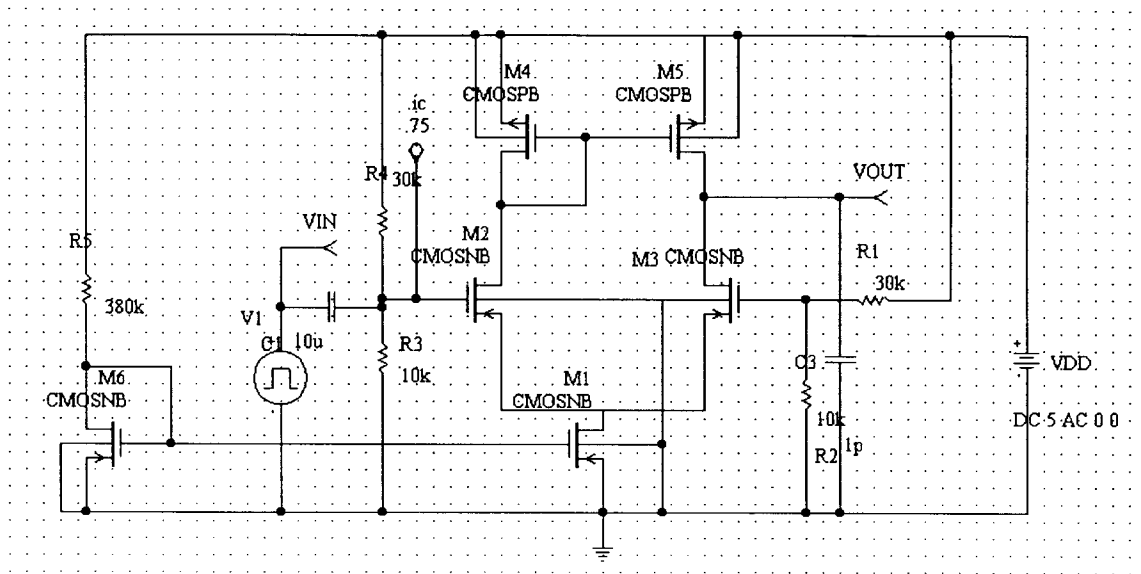 M4
CMOSPB
M5
CMOSPB
.ic
.75
R4 30k
VOUT
VIN
R5
M2
CMOSNB
M3 CMOSNB
R1
30k
380k
V1
C1 10u
R3
10k
C3
VDD
M6
CMOSNB
M1
CMOSNB
10k
DC 5 AC 0 0
R2
1p